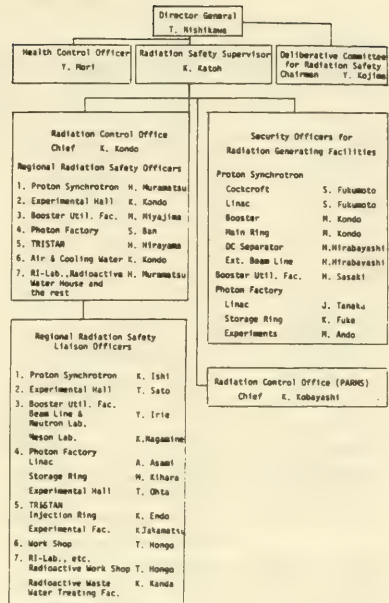 Director General
T. Nishikawa
Health Control Officer
Y. Mori
Radiation Safety Supervisor
K. Katoh
Deliberative Committee
for Radiation Safety
Chairman Y. Kojima
Radiation Control Office
Chief K. Kondo
Regional Radiation Safety Officers
1. Proton Synchrotron H. Muramatsu
2. Experimental Hall K. Kondo
3. Booster Util. Fac. M. Miyajima
4. Photon Factory S. Ban
5. TRISTAR H. Hirayama
6. Air & Cooling Water K. Kondo
7. RI-Lab.,Radioactive H. Muramatsu
Water House and
the rest
Security Officers for
Radiation Generating Facilities
Proton Synchrotron
Cockcroft S. Fukumoto
Linac S. Fukumoto
Booster M. Kondo
Main Ring M. Kondo
DC Separator H.Hirabayashi
Ext. Beam Line H.Hirabayashi
Booster Util. Fac. H. Sasaki
Photon Factory
Linac J. Tanaka
Storage Ring K. Fuke
Experiments M. Ando
Radiation Control Office (PARMS)
Chief K. Kobayashi
Regional Radiation Safety
Liaison Officers
1. Proton Synchrotron K. Ishi
2. Experimental Hall T. Sato
3. Booster Util. Fac.
Beam Line & Y. Irie
Neutron Lab.
Meson Lab. K.Nagamine
4. Photon Factory
Linac A. Asami
Storage Ring M. Kihara
Experimental Hall T. Ohta
5. TRISTAN
Injection Ring K. Endo
Experimental Fac.
6. Work Shop T. Hongo
7. RI-Lab., etc.
Radioactive Work Shop T. Hongo
Radioactive Waste K. Kanda
Water Treating Fac.